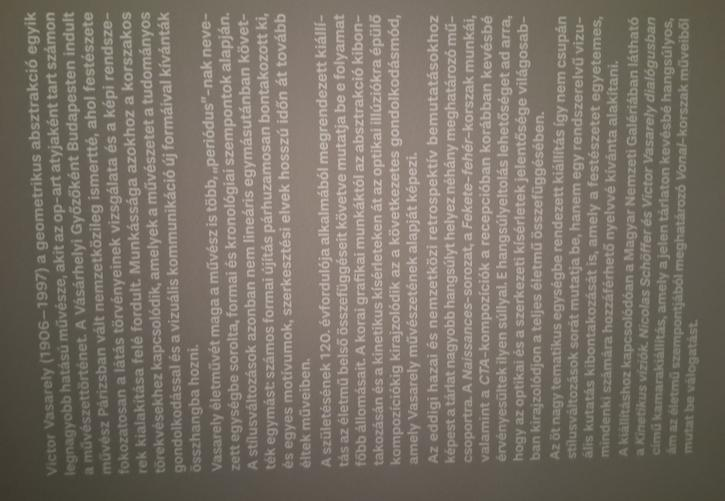 Victor Vasarely (1906–1997) a geometrikus absztrakció egyik
legnagyobb hatású művésze, akit az op-art atyjaként tart számon
a művészettörténet. A Vásárhelyi Győzőként Budapesten indult
művész Párizsban vált nemzetközileg ismertté, ahol festészete
fokozatosan a látás törvényeinek vizsgálata és a képi rendsze-
rek kialakítása felé fordult. Munkássága azokhoz a korszakos
törekvésekhez kapcsolódik, amelyek a művészetet a tudományos
gondolkodással és a vizuális kommunikáció új formáival kívánták
összhangba hozni.
Vasarely életművét maga a művész is több, „periódus"-nak neve-
zett egységbe sorolta, formai és kronológiai szempontok alapján.
A stílusváltozások azonban nem lineáris egymásutánban követ-
ték egymást: számos formai újítás párhuzamosan bontakozott ki,
és egyes motívumok, szerkesztési elvek hosszú időn át tovább
éltek műveiben.
A születésének 120. évfordulója alkalmából megrendezett kiállí-
tás az életmű belső összefüggéseit követve mutatja be e folyamat
főbb állomásait. A korai grafikai munkáktól az absztrakció kibon-
takozásán és a kinetikus kísérleteken át az optikai illúziókra épülő
kompozíciókig kirajzolódik az a következetes gondolkodásmód,
amely Vasarely művészetének alapját képezi.
Az eddigi hazai és nemzetközi retrospektív bemutatásokhoz
képest a tárlat nagyobb hangsúlyt helyez néhány meghatározó mű-
csoportra. A Naissances-sorozat, a Fekete-fehér-korszak munkái,
valamint a CTA-kompozíciók a recepcióban korábban kevésbé
érvényesültek ilyen súllyal. E hangsúlyeltolás lehetőséget ad arra,
hogy az optikai és a szerkezeti kísérletek jelentősége világosab-
ban kirajzolódjon a teljes életmű összefüggésében.
Az öt nagy tematikus egységbe rendezett kiállítás így nem csupán
stílusváltozások sorát mutatja be, hanem egy rendszerelvű vizu-
ális kutatás kibontakozását is, amely a festészetet egyetemes,
mindenki számára hozzáférhető nyelvvé kívánta alakítani.
A kiállításhoz kapcsolódóan a Magyar Nemzeti Galériában látható
a Kinetikus víziók. Nicolas Schöffer és Victor Vasarely dialógusban
című kamarakiállítás, amely a jelen tárlaton kevésbé hangsúlyos,
ám az életmű szempontjából meghatározó Vonal-korszak műveiből
mutat be válogatást.